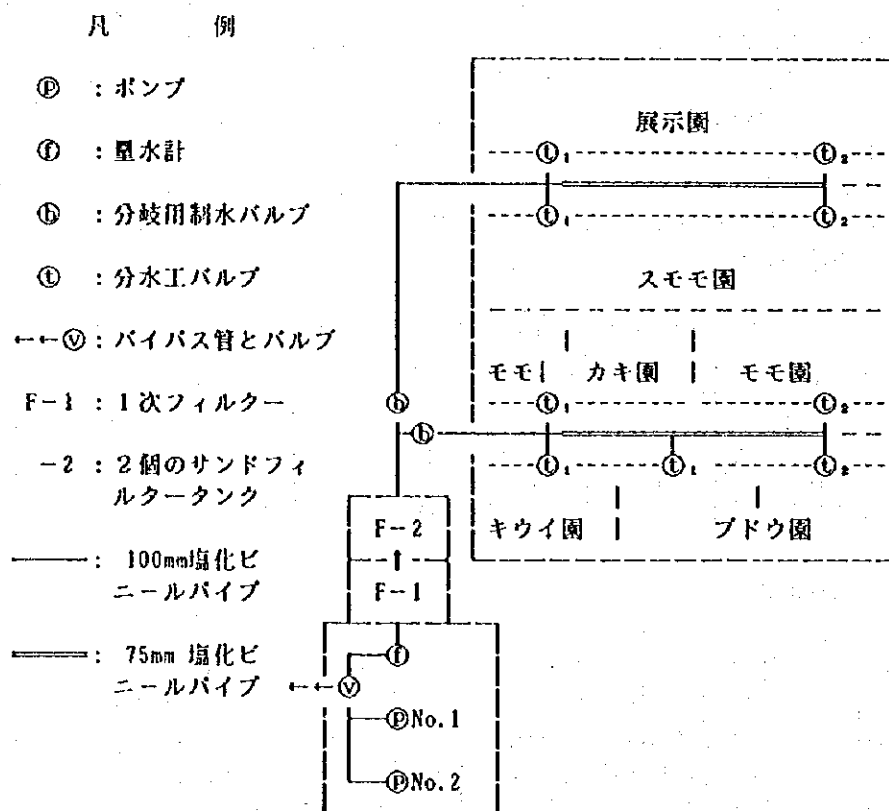 凡 例
Ⓟ : ポンプ
ⓕ : 量水計
ⓑ : 分岐用制水バルブ
ⓣ : 分水工バルブ
←←ⓥ : バイパス管とバルブ
F-1 : 1次フィルター
-2 : 2個のサンドフィ
ルタータンク
100mm塩化ビ
ニールパイプ
75mm 塩化ビ
ニールパイプ
展示園
ⓣ₁ ⓣ₂
ⓣ₁ ⓣ₂
スモモ園
モモ カキ園 モモ園
ⓑ ⓣ₁ ⓣ₂
ⓑ
ⓣ₁ ⓣ₁ ⓣ₂
キウイ園 ブドウ園
F-2
F-1
ⓕ
ⓥ
ⓅNo.1
ⓅNo.2